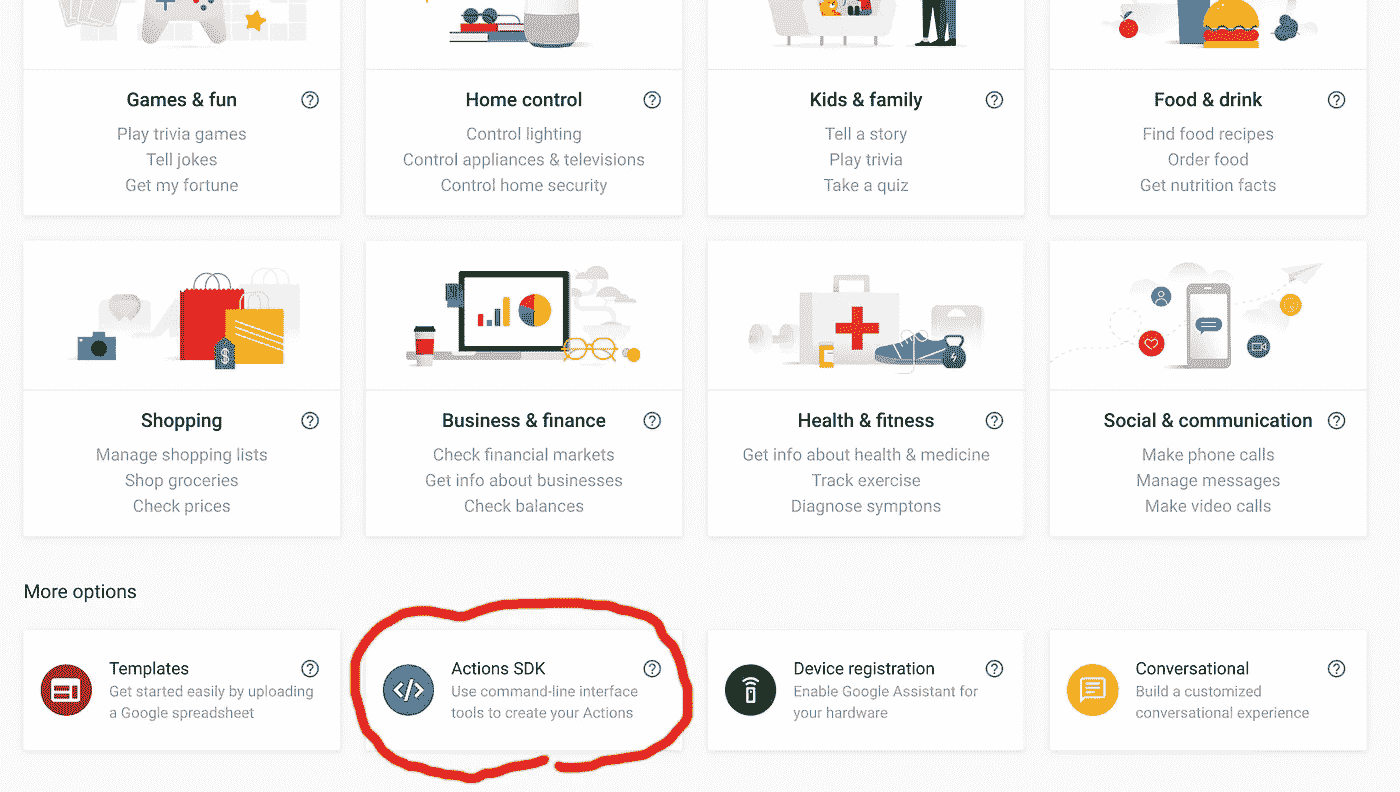 Games & fun
Play trivia games
Tell jokes
Get my fortune
Home control
Control lighting
Control appliances & televisions
Control home security
Kids & family
Tell a story
Play trivia
Take a quiz
Food & drink
Find food recipes
Order food
Get nutrition facts
Shopping
Manage shopping lists
Shop groceries
Check prices
Business & finance
Check financial markets
Get info about businesses
Check balances
Health & fitness
Get info about health & medicine
Track exercise
Diagnose symptons
Social & communication
Make phone calls
Manage messages
Make video calls
More options
Templates
Get started easily by uploading
a Google spreadsheet
Actions SDK
Use command-line interface
tools to create your Actions
Device registration
Enable Google Assistant for
your hardware
Conversational
Build a customized
conversational experience